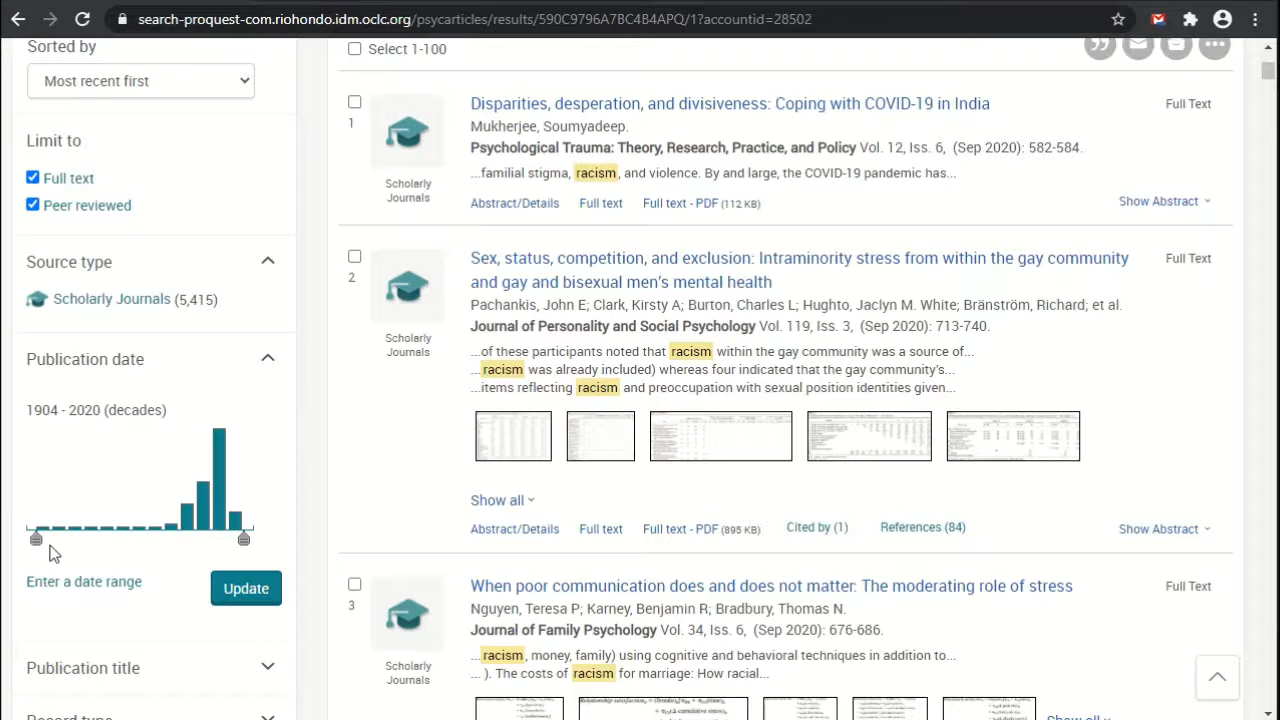 search-proquest-com.riohondo.idm.oclc.org/psycarticles/results/590C9796A7BC4B4APQ/1?accountid=28502
Sorted by
Most recent first
Limit to
Full text
Peer reviewed
Source type
Scholarly Journals (5,415)
Publication date
1904 - 2020 (decades)
Enter a date range
Update
Publication title
Record type
Select 1-100
1
Scholarly
Journals
Disparities, desperation, and divisiveness: Coping with COVID-19 in India
Full Text
Mukherjee, Soumyadeep.
Psychological Trauma: Theory, Research, Practice, and Policy Vol. 12, Iss. 6, (Sep 2020): 582-584.
...familial stigma, racism, and violence. By and large, the COVID-19 pandemic has...
Abstract/Details Full text Full text - PDF (112 KB) Show Abstract
2
Scholarly
Journals
Sex, status, competition, and exclusion: Intraminority stress from within the gay community
and gay and bisexual men's mental health
Full Text
Pachankis, John E; Clark, Kirsty A; Burton, Charles L; Hughto, Jaclyn M. White; Bränström, Richard; et al.
Journal of Personality and Social Psychology Vol. 119, Iss. 3, (Sep 2020): 713-740.
...of these participants noted that racism within the gay community was a source of...
...racism was already included) whereas four indicated that the gay community's...
...items reflecting racism and preoccupation with sexual position identities given...
Show all
Abstract/Details Full text Full text - PDF (895 KB) Cited by (1) References (84) Show Abstract
3
Scholarly
Journals
When poor communication does and does not matter: The moderating role of stress
Full Text
Nguyen, Teresa P; Karney, Benjamin R; Bradbury, Thomas N.
Journal of Family Psychology Vol. 34, Iss. 6, (Sep 2020): 676-686.
...racism, money, family) using cognitive and behavioral techniques in addition to...
... ). The costs of racism for marriage: How racial...
Show all